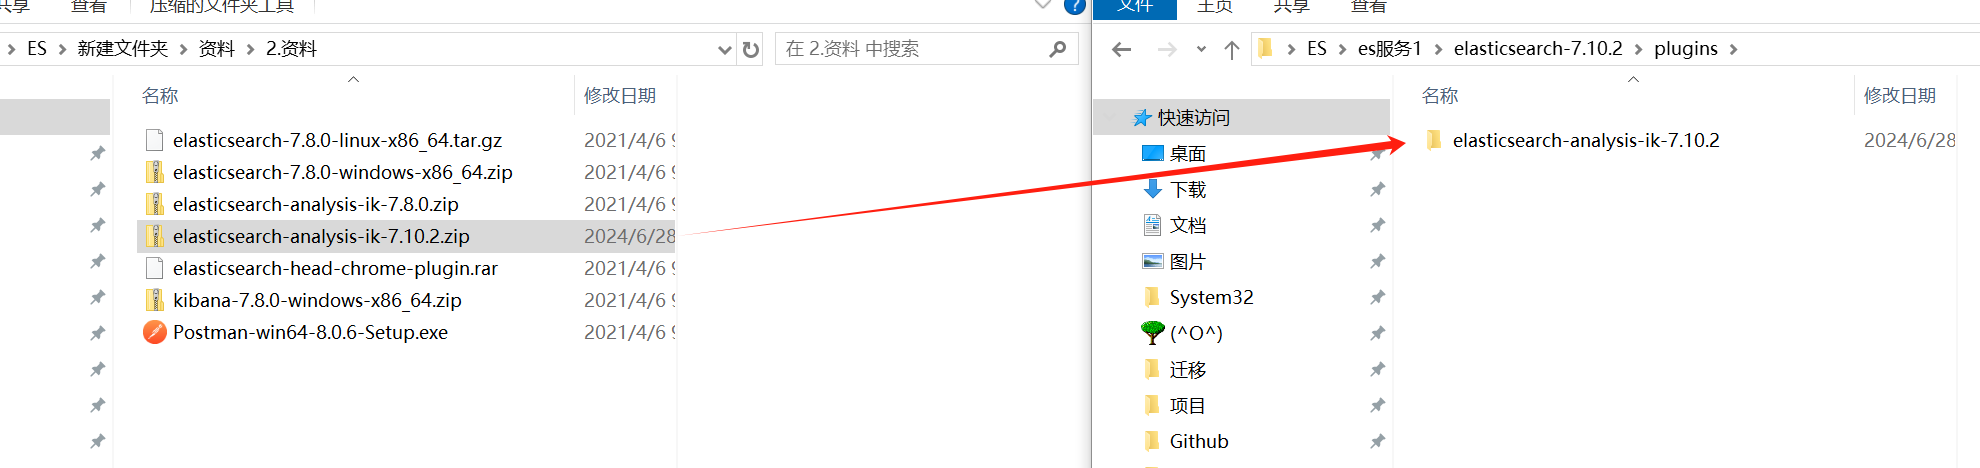 共享 查看 压缩的文件夹工具
ES 新建文件夹 资料 2.资料
在 2.资料 中搜索
名称 修改日期
elasticsearch-7.8.0-linux-x86_64.tar.gz 2021/4/6
elasticsearch-7.8.0-windows-x86_64.zip 2021/4/6
elasticsearch-analysis-ik-7.8.0.zip 2021/4/6
elasticsearch-analysis-ik-7.10.2.zip 2024/6/28
elasticsearch-head-chrome-plugin.rar 2021/4/6
kibana-7.8.0-windows-x86_64.zip 2021/4/6
Postman-win64-8.0.6-Setup.exe 2021/4/6
文件 主页 共享 查看
ES es服务1 elasticsearch-7.10.2 plugins
快速访问
桌面
下载
文档
图片
System32
(^O^)
迁移
项目
Github
名称 修改日期
elasticsearch-analysis-ik-7.10.2 2024/6/28